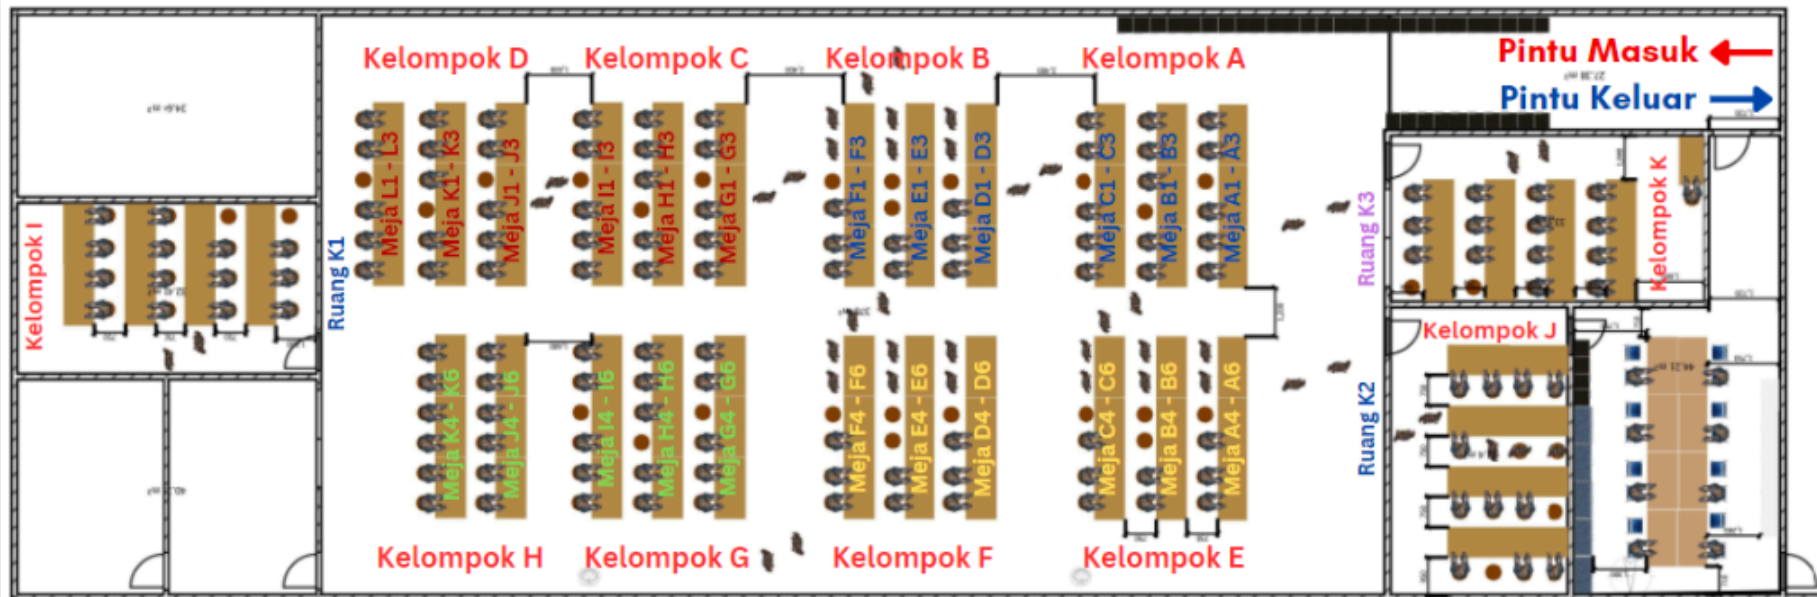 Kelompok D
Kelompok C
Kelompok B
Kelompok A
Pintu Masuk
Pintu Keluar
27.38 m²
Meja L1 - L3
Meja K1 - K3
Meja J1 - J3
Meja I1 - I3
Meja H1 - H3
Meja G1 - G3
Meja F1 - F3
Meja E1 - E3
Meja D1 - D3
Meja C1 - C3
Meja B1 - B3
Meja A1 - A3
Kelompok I
Ruang K1
Ruang K3
Kelompok K
Kelompok J
Ruang K2
Meja K4 - K6
Meja J4 - J6
Meja I4 - I6
Meja H4 - H6
Meja G4 - G6
Meja F4 - F6
Meja E4 - E6
Meja D4 - D6
Meja C4 - C6
Meja B4 - B6
Meja A4 - A6
Kelompok H
Kelompok G
Kelompok F
Kelompok E